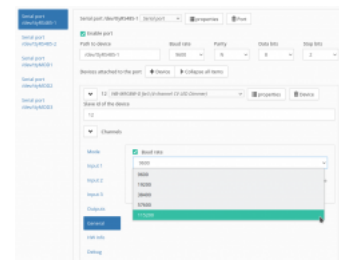 Serial port
/dev/ttyRS485-1
Serial port /dev/ttyRS485-1 Serial port properties Port
Enable port
Serial port
/dev/ttyRS485-2
Path to device Baud rate Parity Data bits Stop bits
/dev/ttyRS485-1 9600 N 8 2
Serial port
/dev/ttyMOD1
Devices attached to the port Device Collapse all items
Serial port
/dev/ttyMOD2
Serial port
/dev/ttyMOD3
12 properties Device
Slave id of the device
12
Channels
Mode
Baud rate
9600
Input 1
Input 2
Input 3
Outputs
General
HW Info
Debug
9600
19200
38400
57600
115200